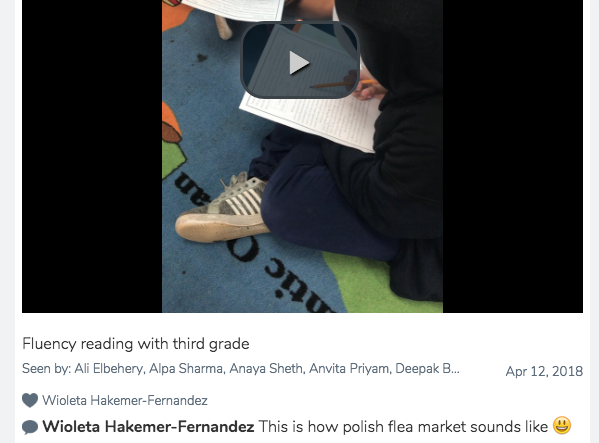 Fluency reading with third grade
Seen by: Ali Elbehery, Alpa Sharma, Anaya Sheth, Anvita Priyam, Deepak B...
Apr 12, 2018
Wioleta Hakemer-Fernandez
Wioleta Hakemer-Fernandez This is how polish flea market sounds like 😃